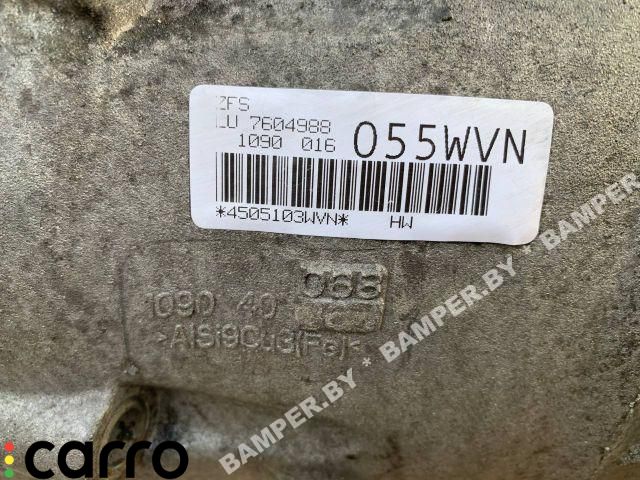 ZFS
LU 7604988
1090 016
055WVN
*4505103WVN* HW
1090 40
068
>AlSi9Cu3(Fe)<
carro
BAMPER.BY * BAMPER.BY * BAMPER.BY